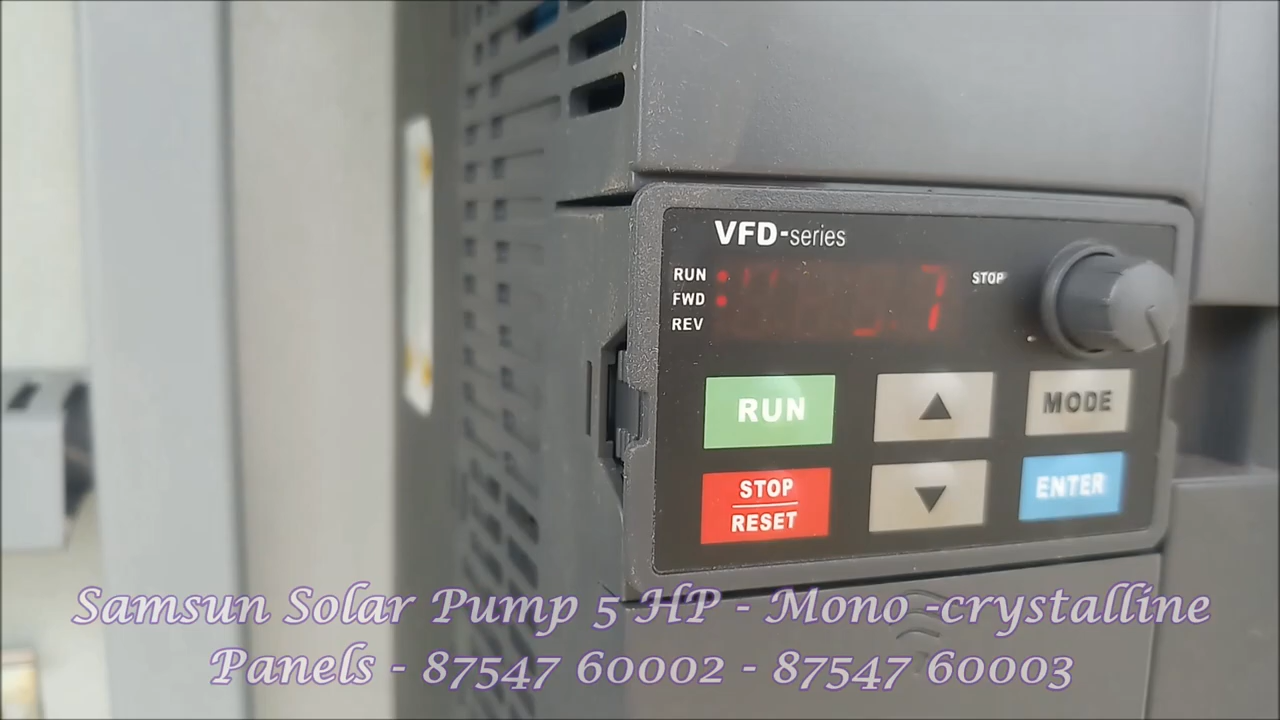 VFD-series
RUN
FWD
REV
7
STOP
RUN
MODE
STOP
RESET
ENTER
Samsun Solar Pump 5 HP - Mono -crystalline
Panels - 87547 60002 - 87547 60003